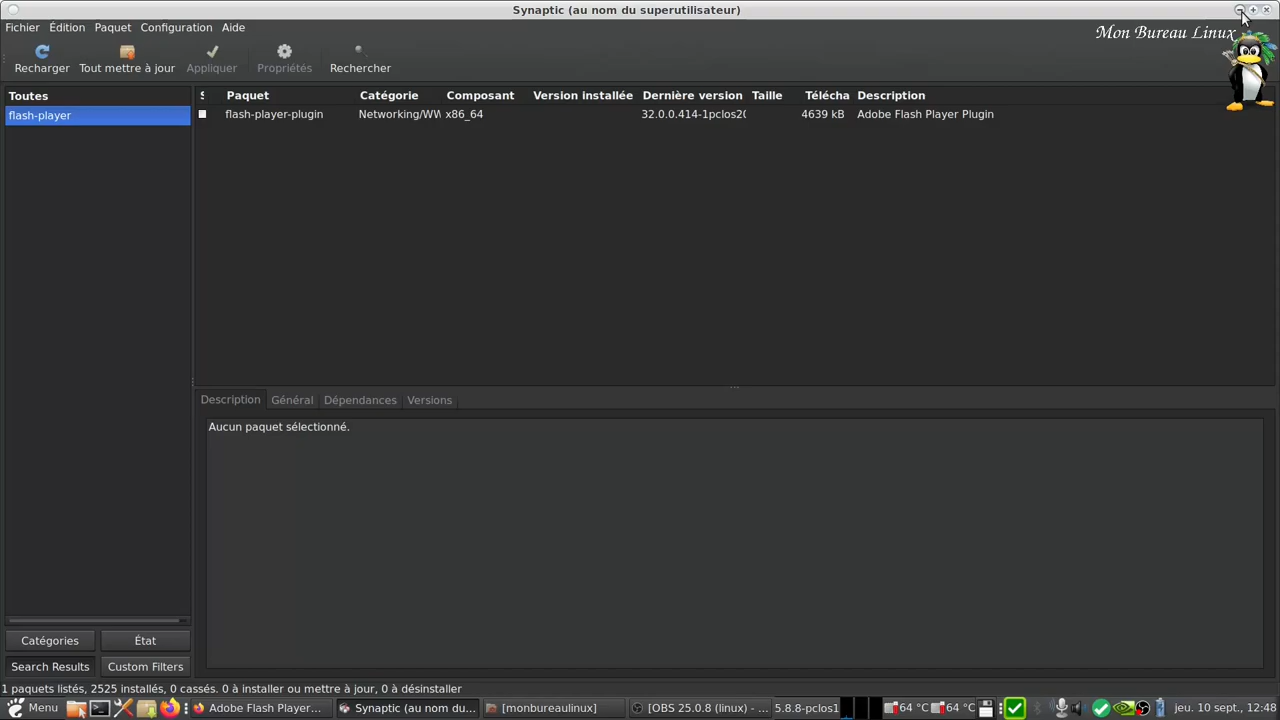 Synaptic (au nom du superutilisateur)
Fichier Édition Paquet Configuration Aide
Mon Bureau Linux
Recharger Tout mettre à jour Appliquer Propriétés Rechercher
Toutes
flash-player
S Paquet Catégorie Composant Version installée Dernière version Taille Télécha Description
flash-player-plugin Networking/WW x86_64 32.0.0.414-1pclos20 4639 kB Adobe Flash Player Plugin
Description Général Dépendances Versions
Aucun paquet sélectionné.
Catégories État
Search Results Custom Filters
1 paquets listés, 2525 installés, 0 cassés. 0 à installer ou mettre à jour, 0 à désinstaller
Menu Adobe Flash Player... Synaptic (au nom du... [monbureaulinux] [OBS 25.0.8 (linux) - ... 5.8.8-pclos1 64 °C 64 °C jeu. 10 sept., 12:48